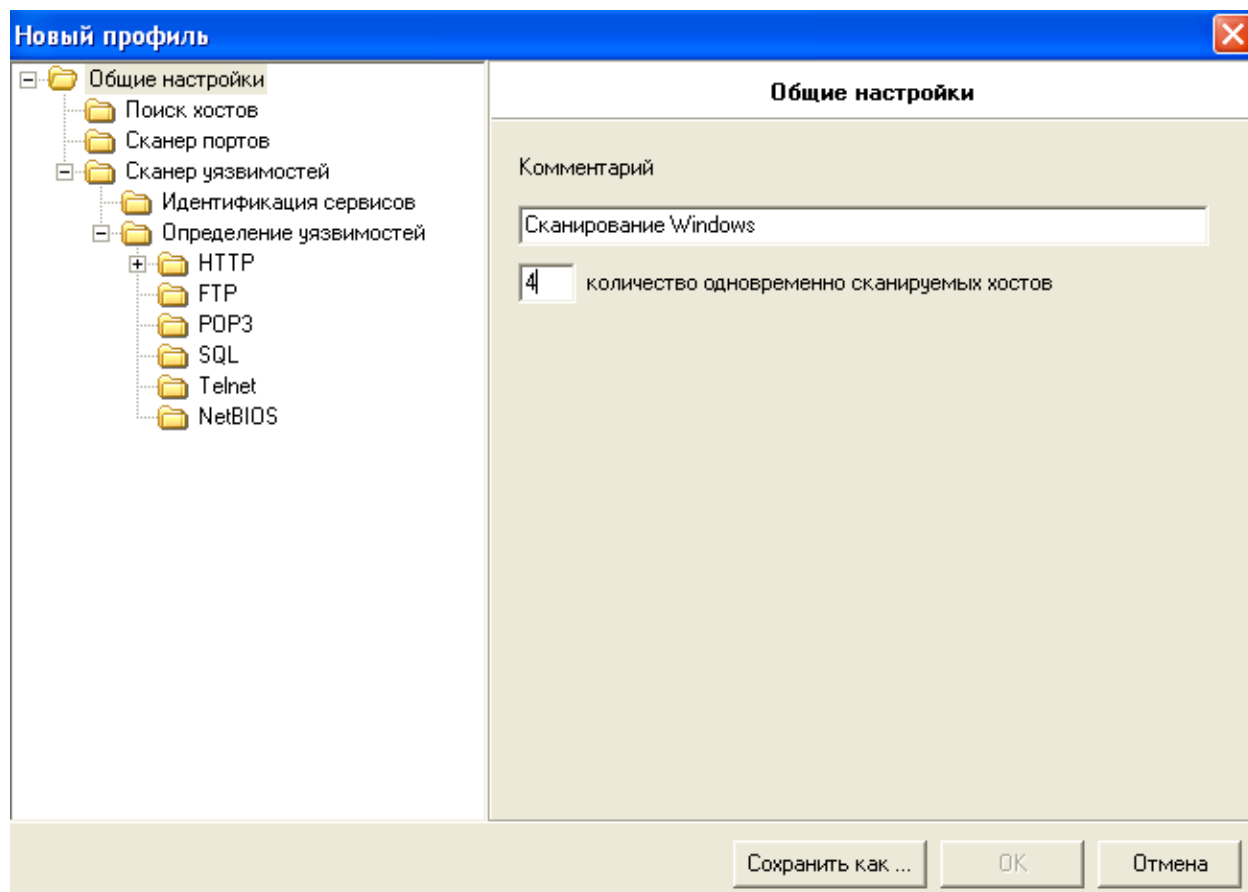 Новый профиль
Общие настройки
Поиск хостов
Сканер портов
Сканер уязвимостей
Идентификация сервисов
Определение уязвимостей
HTTP
FTP
POP3
SQL
Telnet
NetBIOS
Общие настройки
Комментарий
Сканирование Windows
4 количество одновременно сканируемых хостов
Сохранить как ... OK Отмена